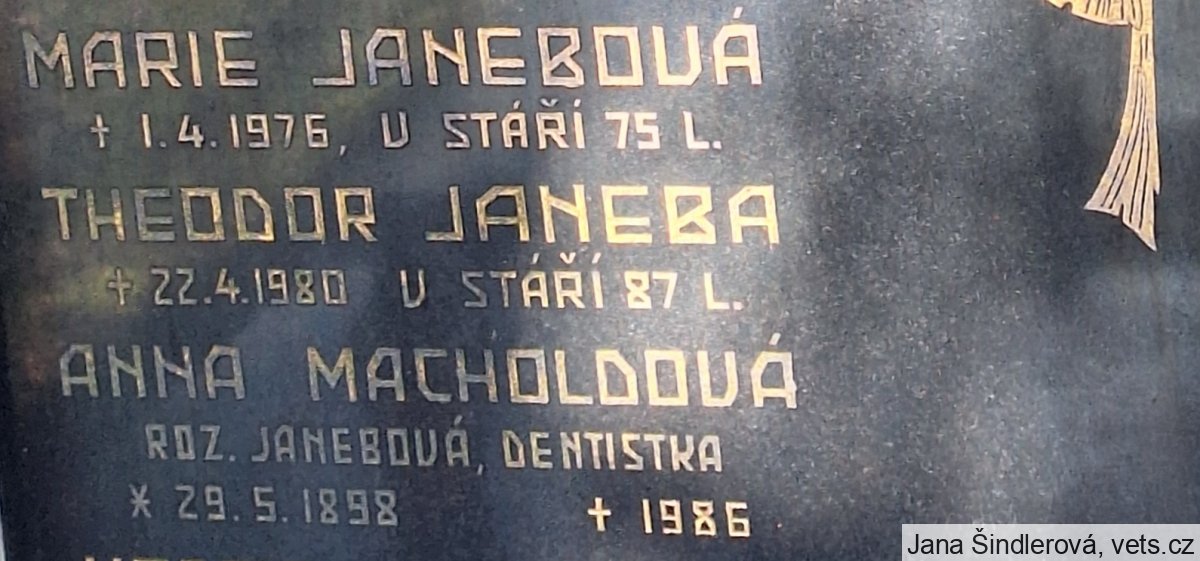 MARIE JANEBOVÁ
† 1.4.1976, V STÁŘÍ 75 L.
THEODOR JANEBA
† 22.4.1980 V STÁŘÍ 87 L.
ANNA MACHOLDOVÁ
ROZ. JANEBOVÁ, DENTISTKA
* 29.5.1898 † 1986
Jana Šindlerová, vets.cz